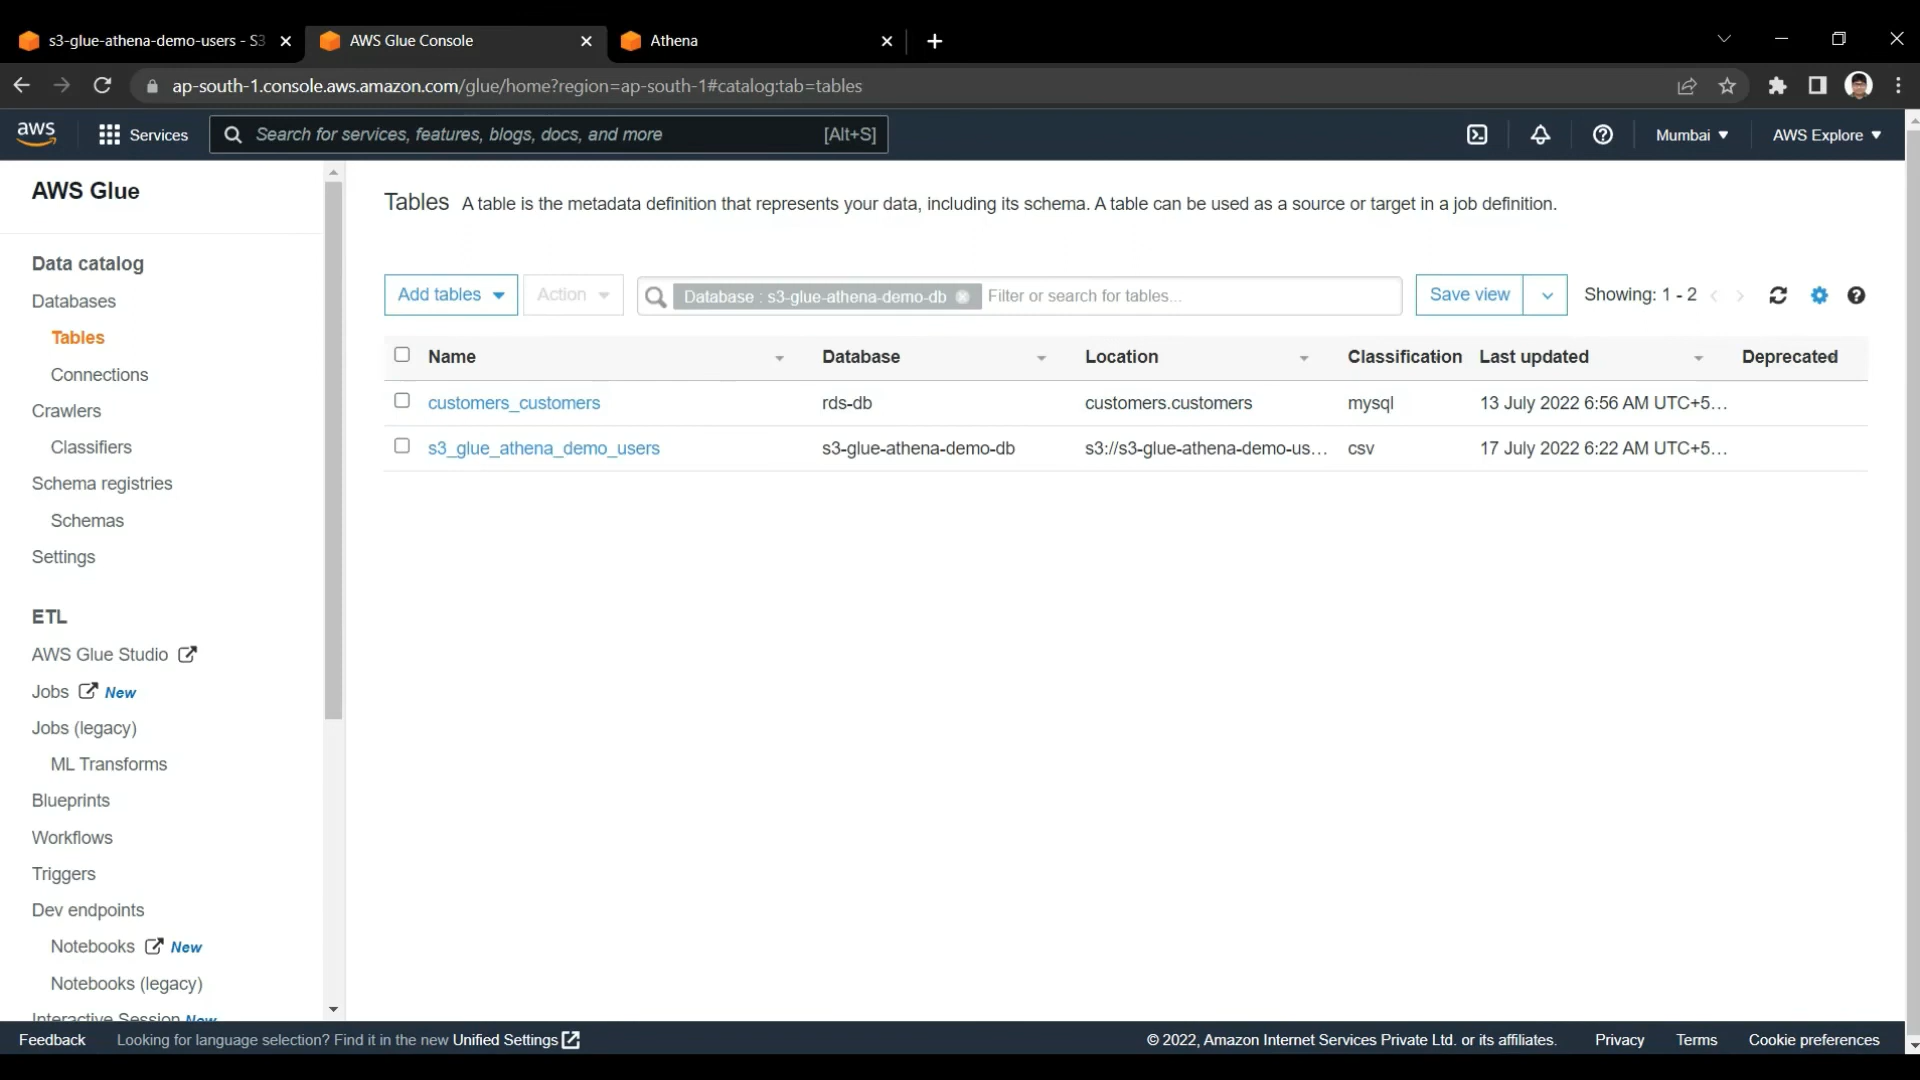 s3-glue-athena-demo-users - S3
AWS Glue Console
Athena
ap-south-1.console.aws.amazon.com/glue/home?region=ap-south-1#catalog:tab=tables
aws
Services
Search for services, features, blogs, docs, and more
[Alt+S]
Mumbai
AWS Explore
AWS Glue
Data catalog
Databases
Tables
Connections
Crawlers
Classifiers
Schema registries
Schemas
Settings
ETL
AWS Glue Studio
Jobs New
Jobs (legacy)
ML Transforms
Blueprints
Workflows
Triggers
Dev endpoints
Notebooks New
Notebooks (legacy)
Interactive Session New
Tables A table is the metadata definition that represents your data, including its schema. A table can be used as a source or target in a job definition.
Add tables
Action
Database : s3-glue-athena-demo-db
Filter or search for tables...
Save view
Showing: 1 - 2
Name Database Location Classification Last updated Deprecated
customers_customers rds-db customers.customers mysql 13 July 2022 6:56 AM UTC+5...
s3_glue_athena_demo_users s3-glue-athena-demo-db s3://s3-glue-athena-demo-us... csv 17 July 2022 6:22 AM UTC+5...
Feedback
Looking for language selection? Find it in the new Unified Settings
© 2022, Amazon Internet Services Private Ltd. or its affiliates.
Privacy
Terms
Cookie preferences